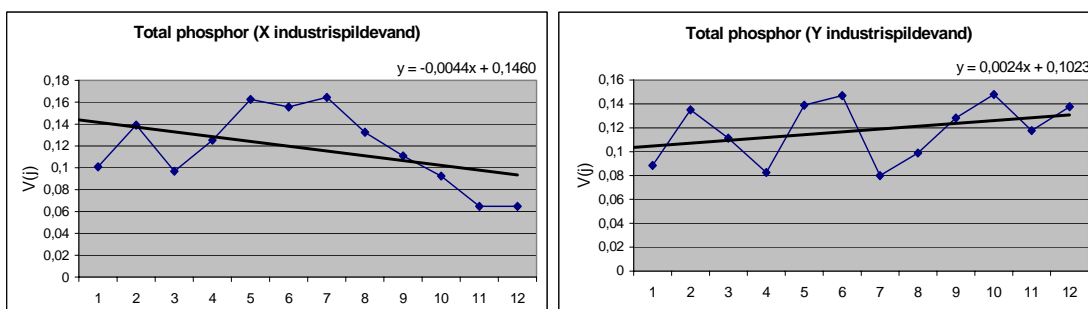 Total phosphor (X industrispildevand)
y = -0,0044x + 0,1460
0,18
0,16
0,14
0,12
0,1
0,08
0,06
0,04
0,02
0
V(j)
1 2 3 4 5 6 7 8 9 10 11 12
Total phosphor (Y industrispildevand)
y = 0,0024x + 0,1023
0,16
0,14
0,12
0,1
0,08
0,06
0,04
0,02
0
V(j)
1 2 3 4 5 6 7 8 9 10 11 12